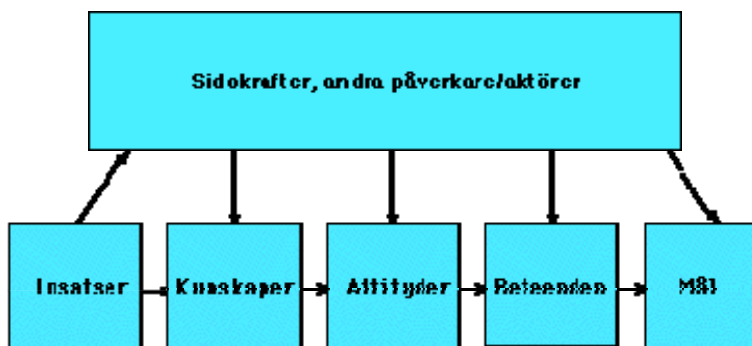 Sidokrafter, andra påverkare/aktörer
Insatser
Kunskaper
Attityder
Beteenden
Mål